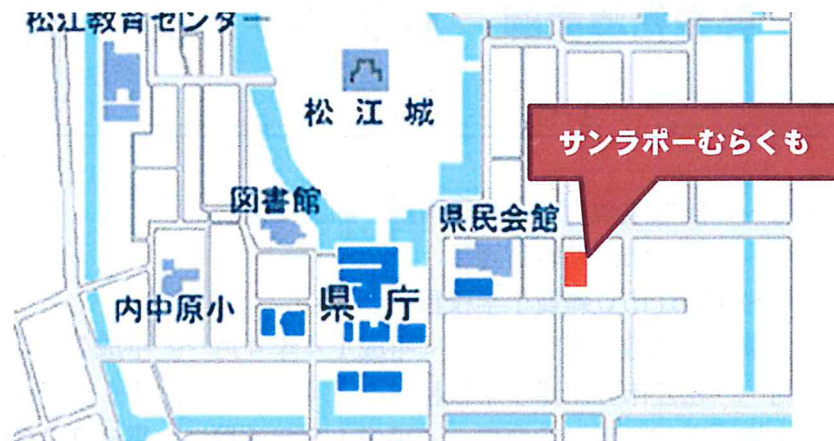 松江教育センター
松江城
サンラポーむらくも
図書館
県民会館
内中原小
県庁